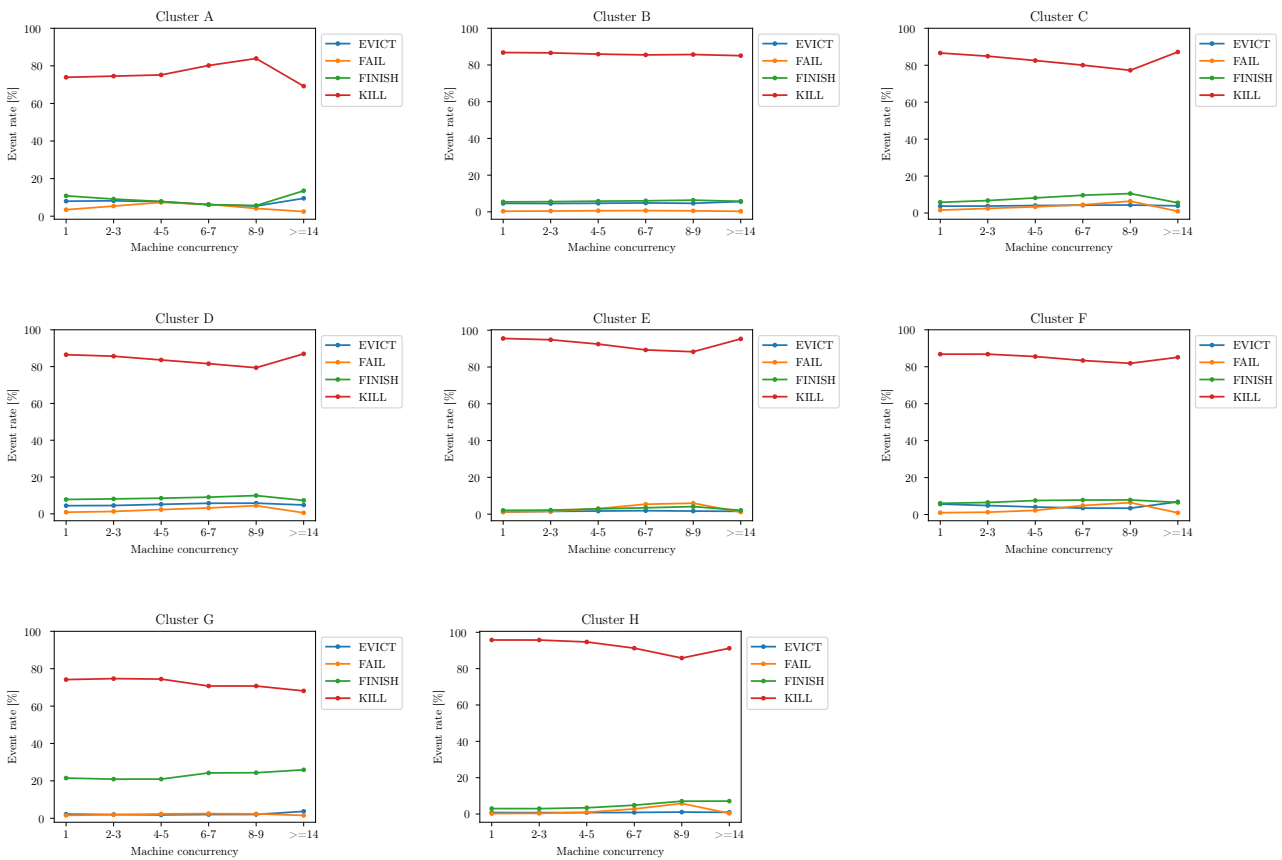 Cluster A
100
80
60
40
20
0
Event rate [%]
1 2-3 4-5 6-7 8-9 >=14
Machine concurrency
EVICT
FAIL
FINISH
KILL
Cluster B
100
80
60
40
20
0
Event rate [%]
1 2-3 4-5 6-7 8-9 >=14
Machine concurrency
EVICT
FAIL
FINISH
KILL
Cluster C
100
80
60
40
20
0
Event rate [%]
1 2-3 4-5 6-7 8-9 >=14
Machine concurrency
EVICT
FAIL
FINISH
KILL
Cluster D
100
80
60
40
20
0
Event rate [%]
1 2-3 4-5 6-7 8-9 >=14
Machine concurrency
EVICT
FAIL
FINISH
KILL
Cluster E
100
80
60
40
20
0
Event rate [%]
1 2-3 4-5 6-7 8-9 >=14
Machine concurrency
EVICT
FAIL
FINISH
KILL
Cluster F
100
80
60
40
20
0
Event rate [%]
1 2-3 4-5 6-7 8-9 >=14
Machine concurrency
EVICT
FAIL
FINISH
KILL
Cluster G
100
80
60
40
20
0
Event rate [%]
1 2-3 4-5 6-7 8-9 >=14
Machine concurrency
EVICT
FAIL
FINISH
KILL
Cluster H
100
80
60
40
20
0
Event rate [%]
1 2-3 4-5 6-7 8-9 >=14
Machine concurrency
EVICT
FAIL
FINISH
KILL